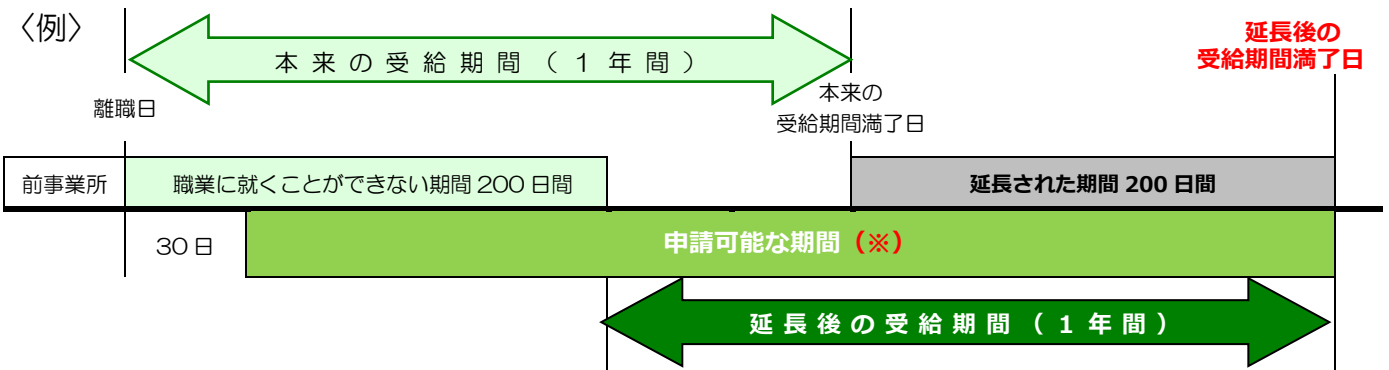 〈例〉
本来の受給期間（１年間）
延長後の
受給期間満了日
離職日
本来の
受給期間満了日
前事業所
職業に就くことができない期間 200 日間
延長された期間 200 日間
30 日
申請可能な期間（※）
延長後の受給期間（１年間）